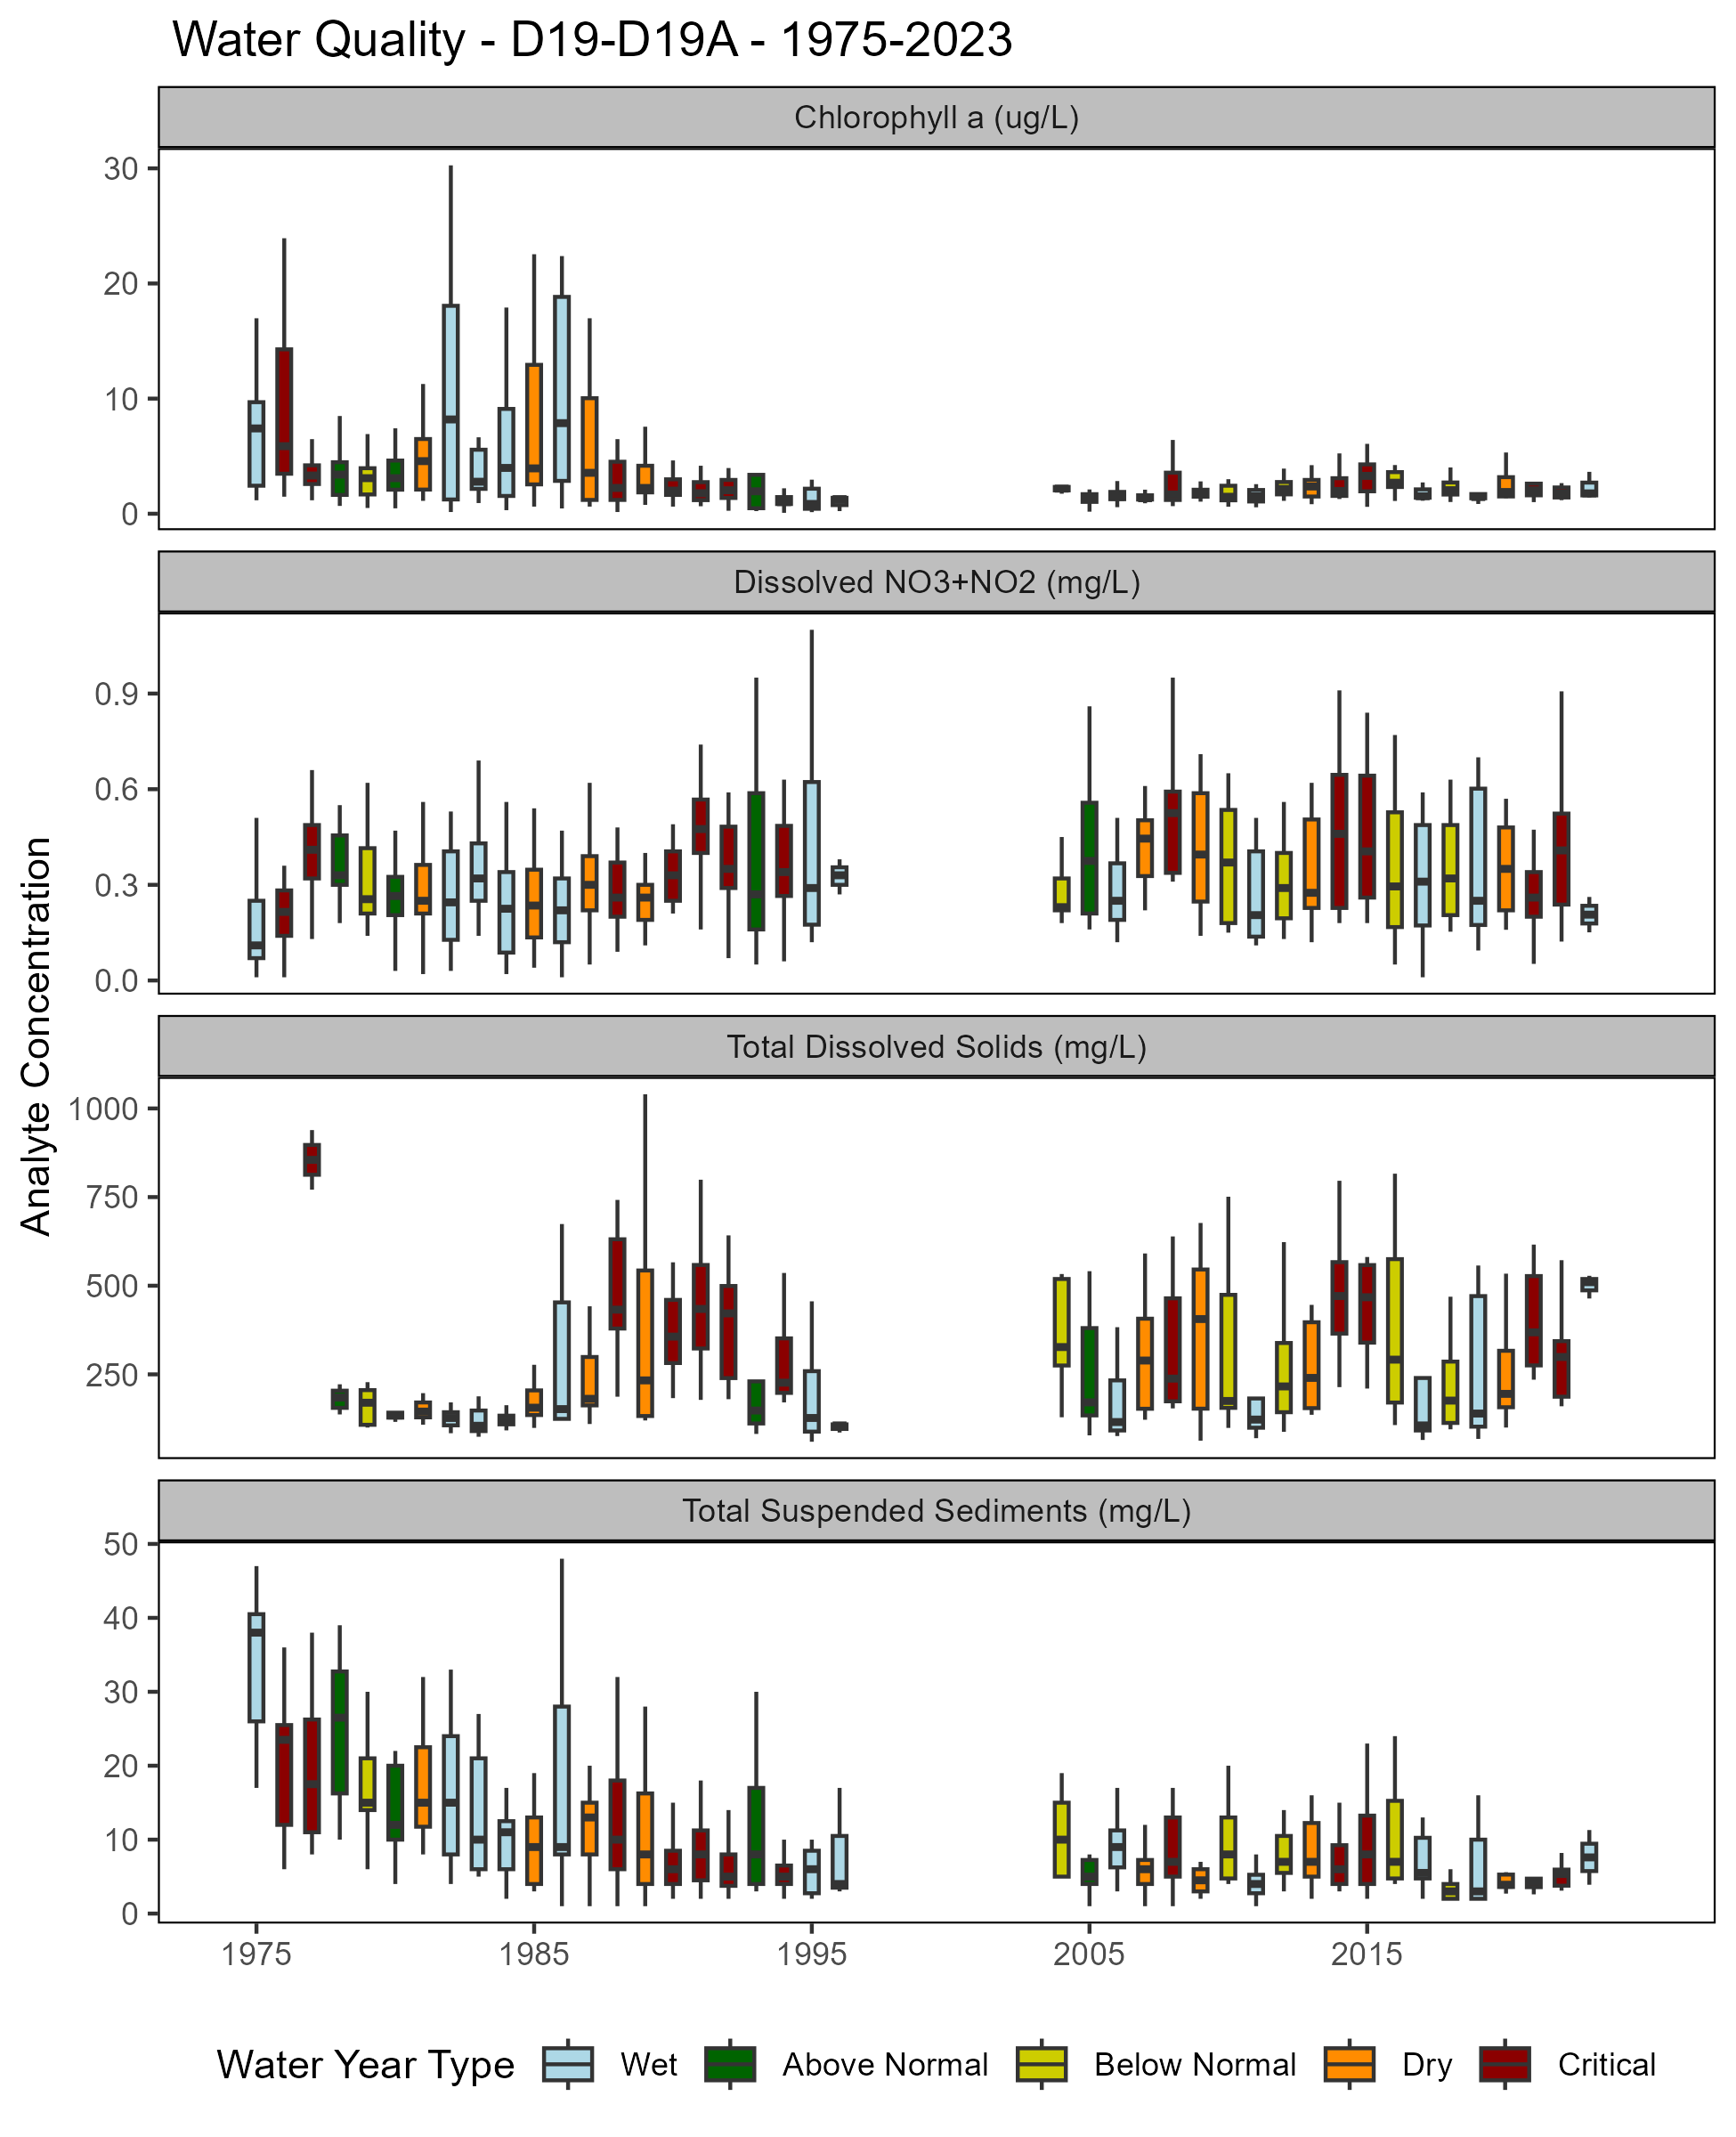 Water Quality - D19-D19A - 1975-2023
Chlorophyll a (ug/L)
30
20
10
0
Dissolved NO3+NO2 (mg/L)
0.9
0.6
0.3
0.0
Total Dissolved Solids (mg/L)
1000
750
500
250
Total Suspended Sediments (mg/L)
50
40
30
20
10
0
Analyte Concentration
1975 1985 1995 2005 2015
Water Year Type Wet Above Normal Below Normal Dry Critical